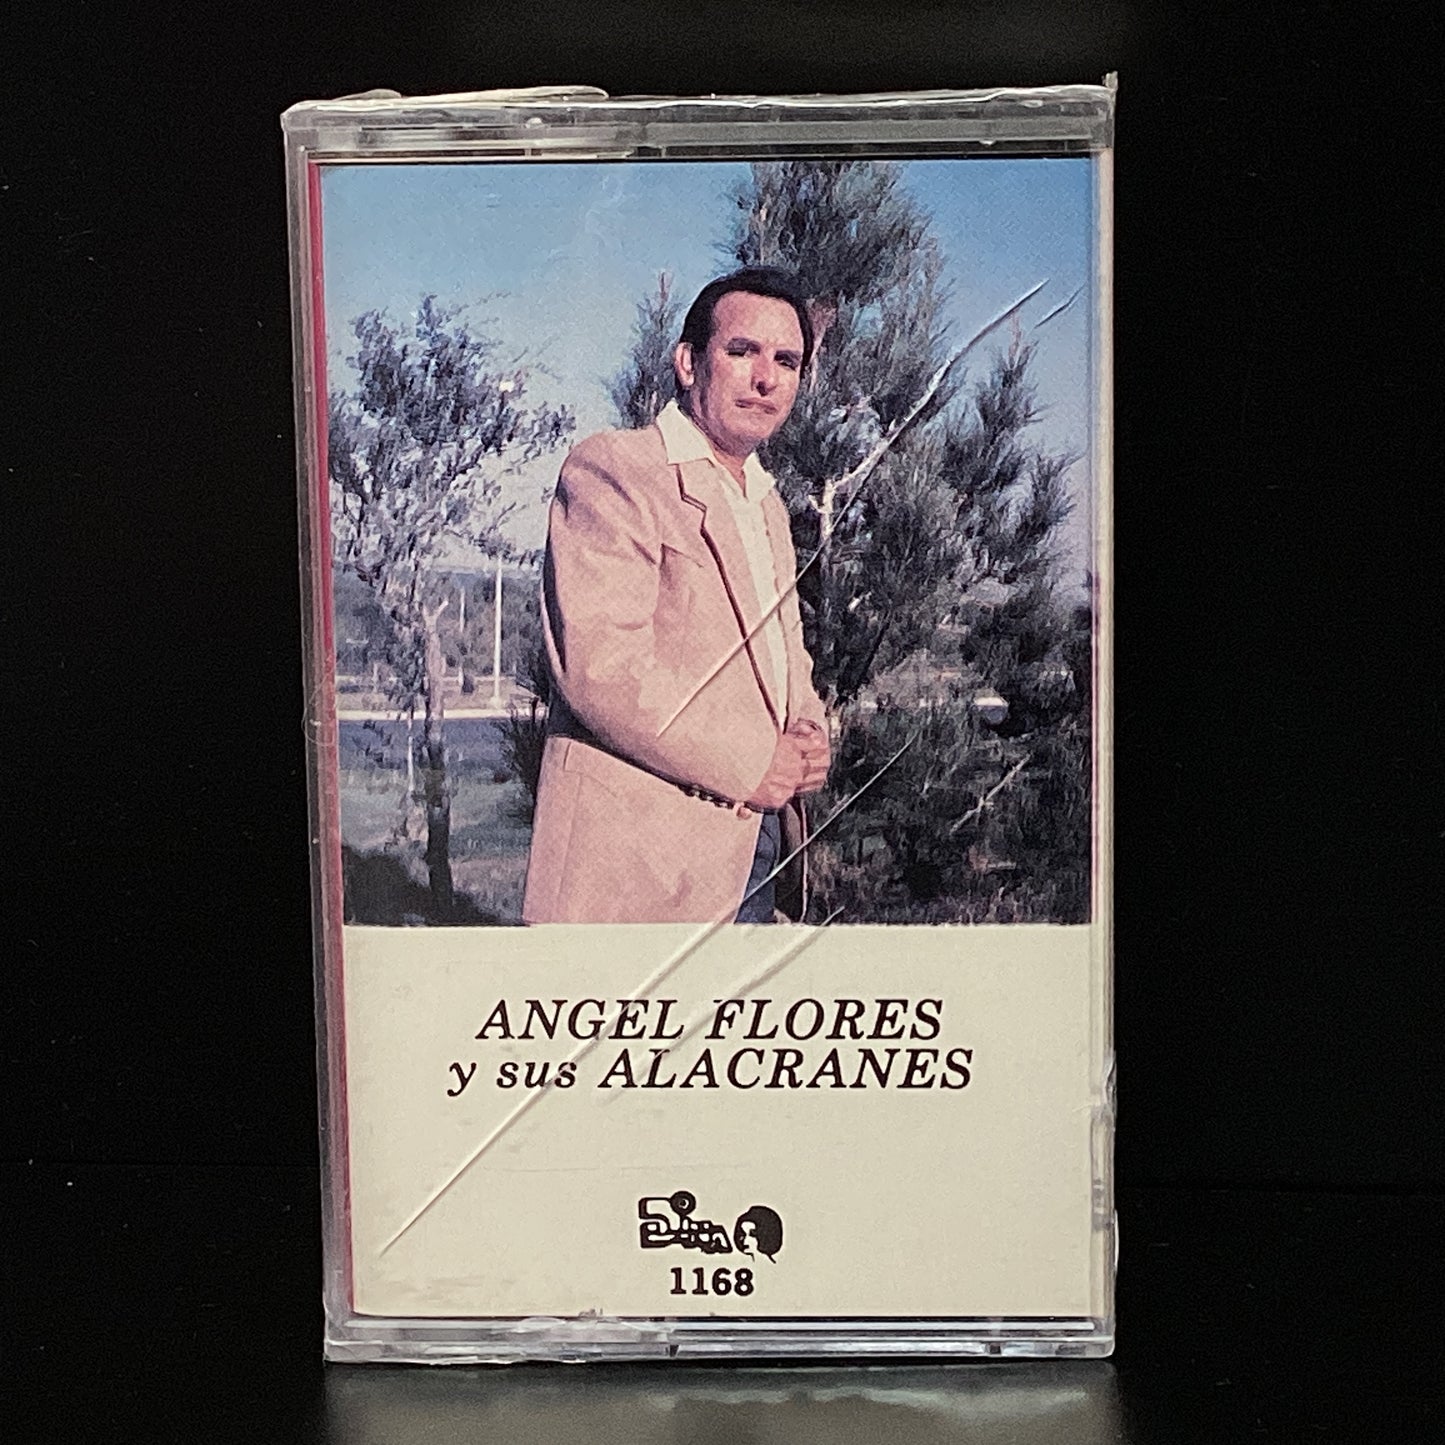 ANGEL FLORES
y sus ALACRANES
1168